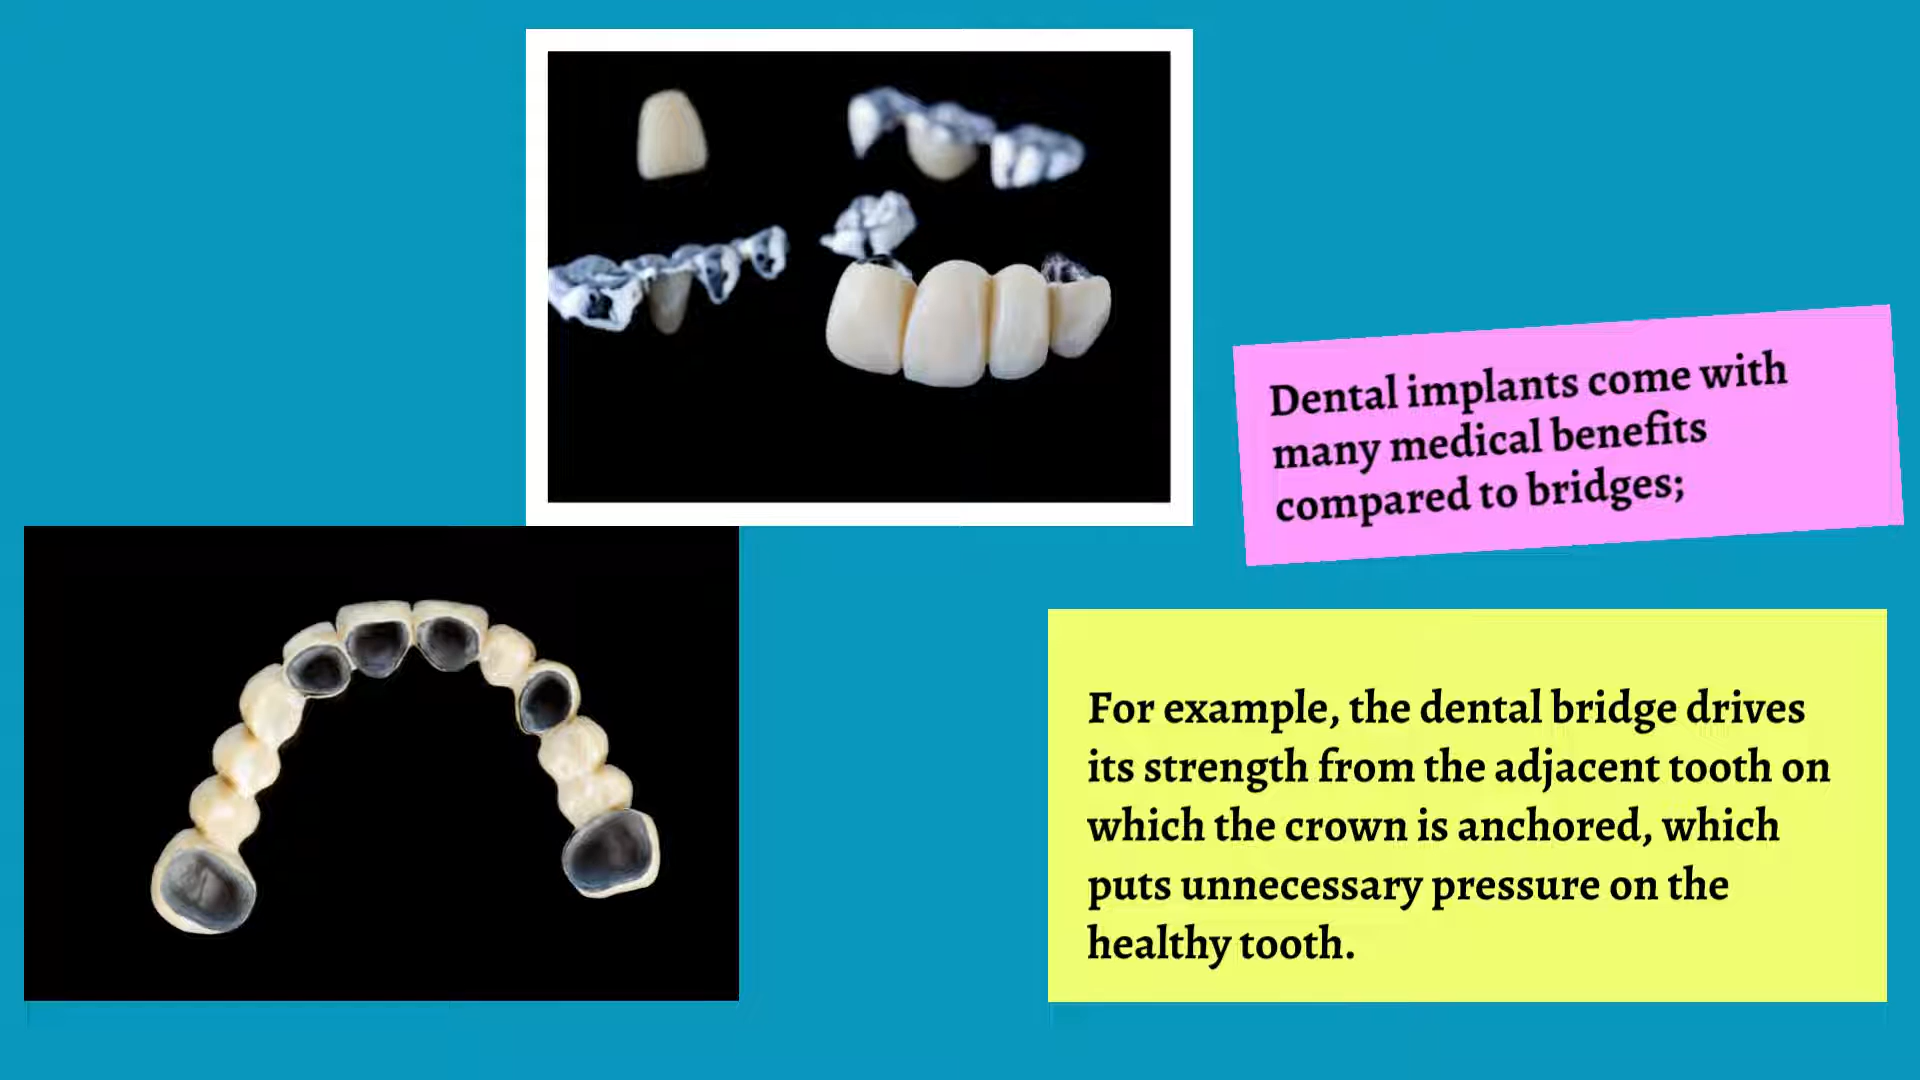 Dental implants come with
many medical benefits
compared to bridges;
For example, the dental bridge drives
its strength from the adjacent tooth on
which the crown is anchored, which
puts unnecessary pressure on the
healthy tooth.